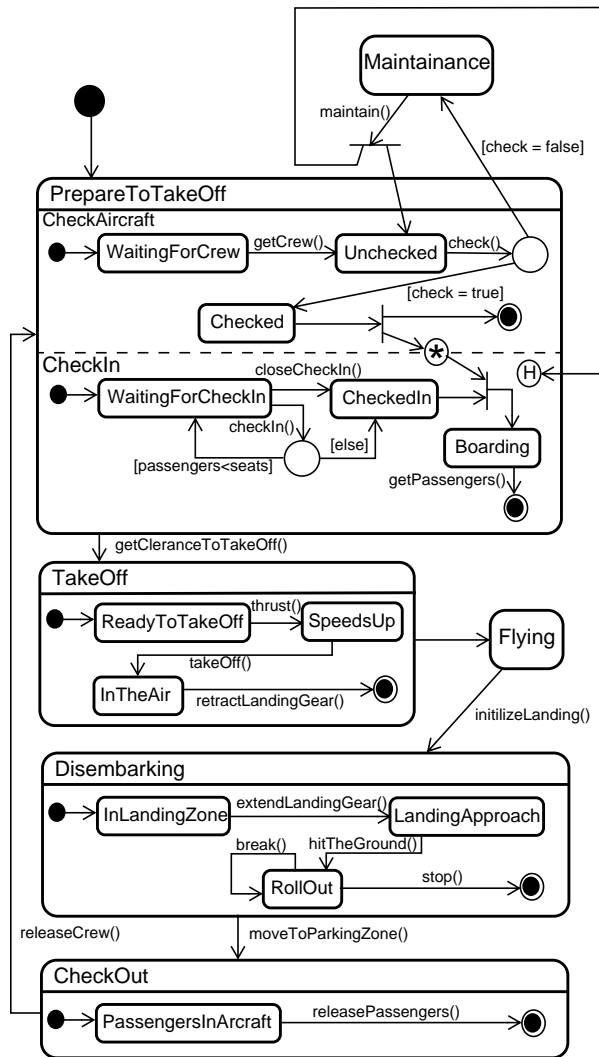 Maintainance
maintain()
[check = false]
PrepareToTakeOff
CheckAircraft
WaitingForCrew
getCrew()
Unchecked
check()
[check = true]
Checked
*
CheckIn
closeCheckIn()
H
WaitingForCheckIn
CheckedIn
checkIn()
[else]
Boarding
[passengers<seats]
getPassengers()
getCleranceToTakeOff()
TakeOff
ReadyToTakeOff
thrust()
SpeedsUp
Flying
takeOff()
InTheAir
retractLandingGear()
initilizeLanding()
Disembarking
InLandingZone
extendLandingGear()
LandingApproach
break()
hitTheGround()
RollOut
stop()
releaseCrew()
moveToParkingZone()
CheckOut
PassengersInArcraft
releasePassengers()